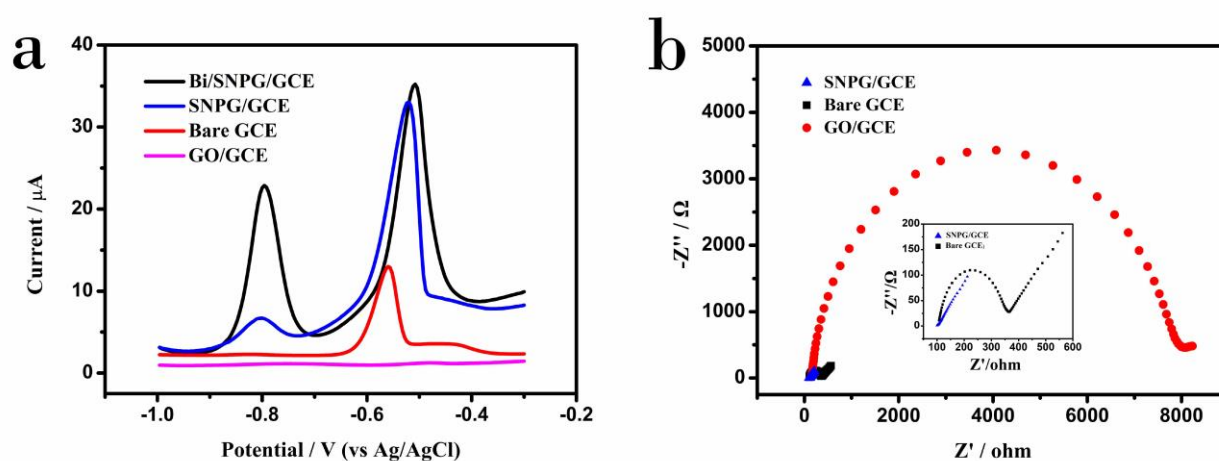 a
40
30
20
10
0
Current / μA
Bi/SNPG/GCE
SNPG/GCE
Bare GCE
GO/GCE
-1.0 -0.8 -0.6 -0.4 -0.2
Potential / V (vs Ag/AgCl)
b
5000
4000
3000
2000
1000
0
-Z'' / Ω
SNPG/GCE
Bare GCE
GO/GCE
200
150
100
50
0
-Z''/Ω
SNPG/GCE
Bare GCE
100 200 300 400 500 600
Z'/ohm
0 2000 4000 6000 8000
Z' / ohm